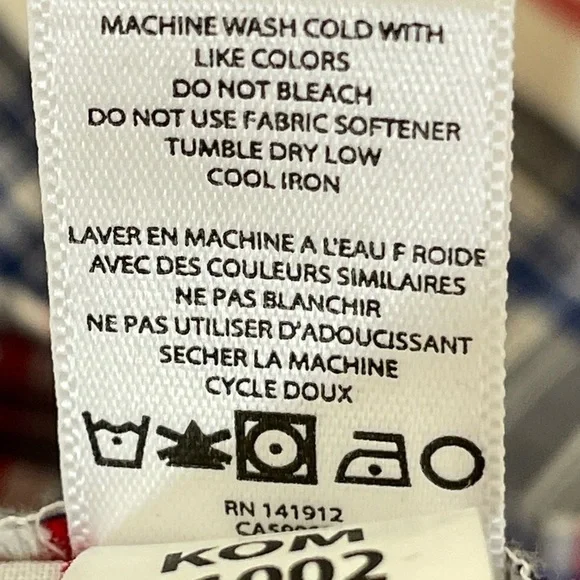 MACHINE WASH COLD WITH
LIKE COLORS
DO NOT BLEACH
DO NOT USE FABRIC SOFTENER
TUMBLE DRY LOW
COOL IRON
LAVER EN MACHINE A L'EAU F ROIDE
AVEC DES COULEURS SIMILAIRES
NE PAS BLANCHIR
NE PAS UTILISER D'ADOUCISSANT
SECHER LA MACHINE
CYCLE DOUX
RN 141912
KOM